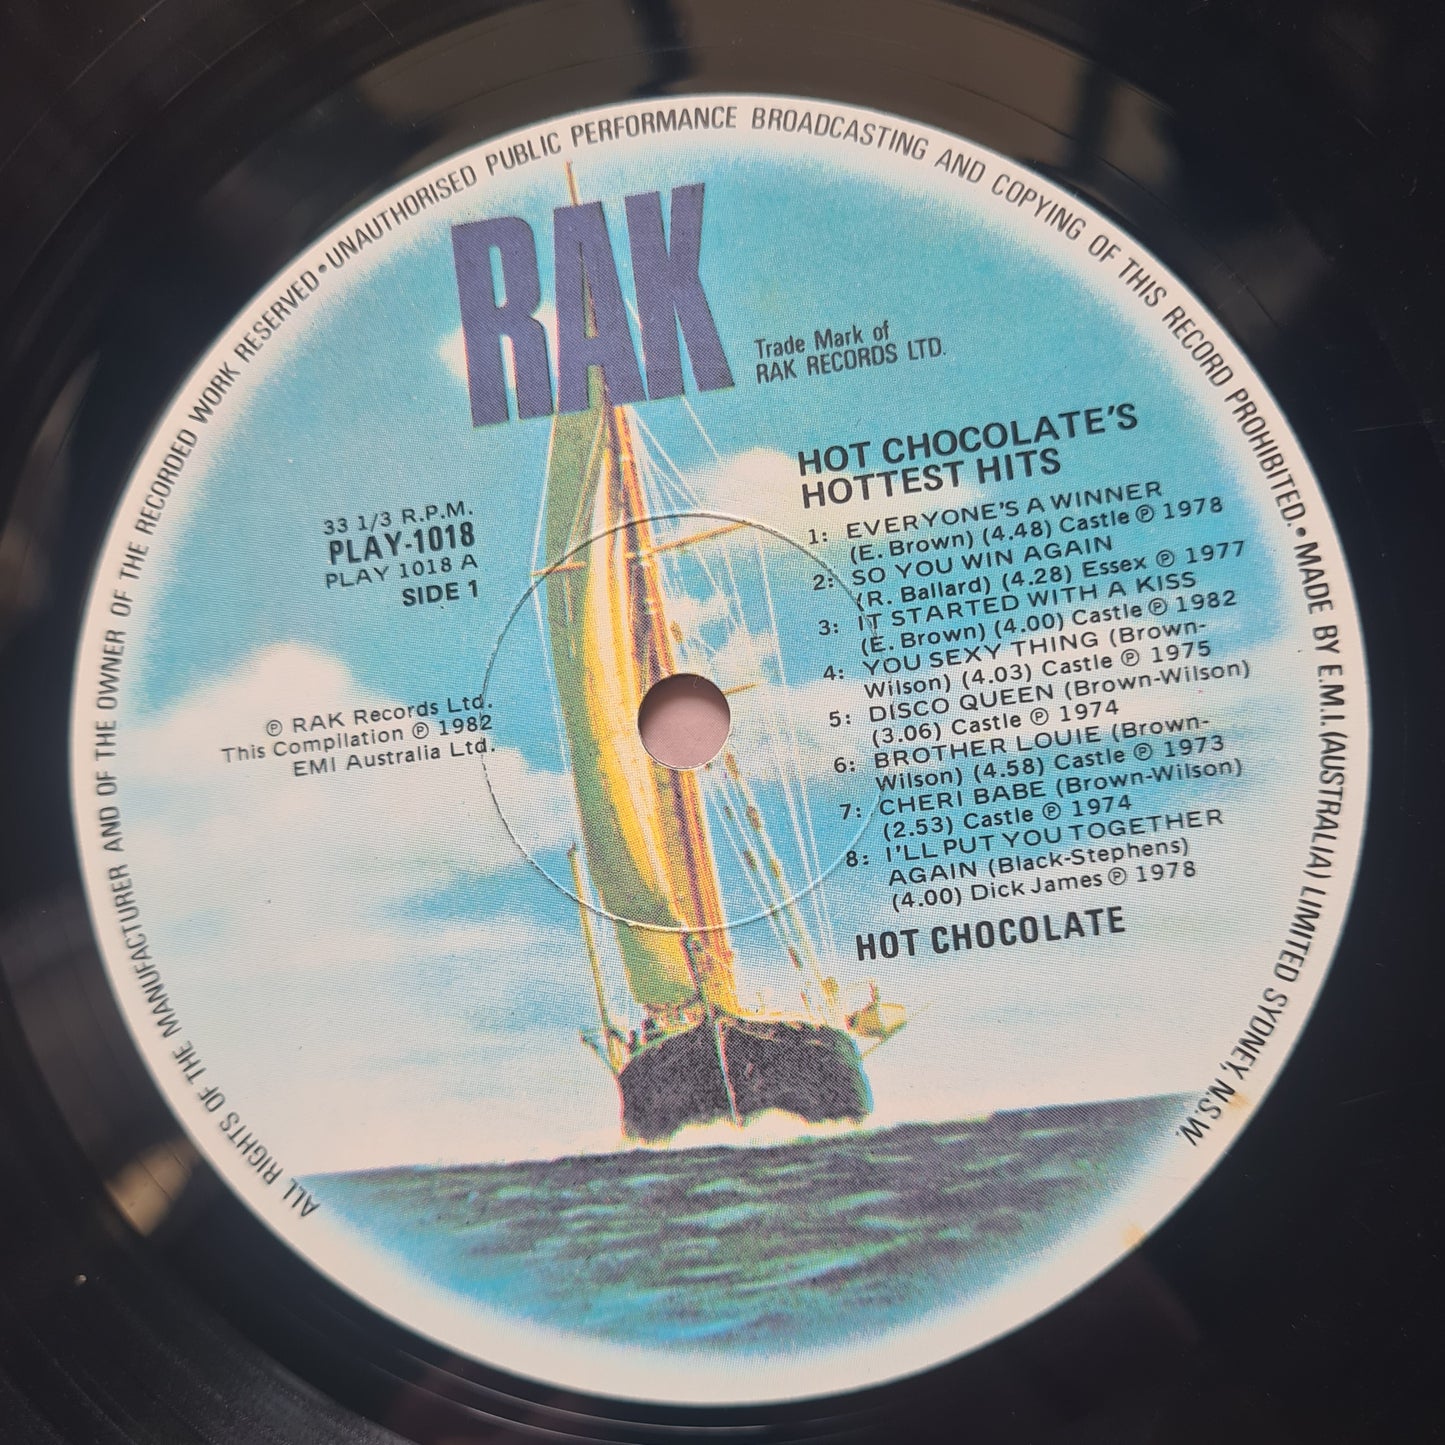 UNAUTHORISED PUBLIC PERFORMANCE BROADCASTING AND COPYING OF THIS RECORD PROHIBITED. • MADE BY E.M.I. (AUSTRALIA) LIMITED SYDNEY, N.S.W.
ALL RIGHTS OF THE MANUFACTURER AND OF THE OWNER OF THE RECORDED WORK RESERVED •
RAK
Trade Mark of
RAK RECORDS LTD.
33 1/3 R.P.M.
PLAY-1018
PLAY 1018 A
SIDE 1
℗ RAK Records Ltd.
This Compilation ℗ 1982
EMI Australia Ltd.
HOT CHOCOLATE'S
HOTTEST HITS
1: EVERYONE'S A WINNER
(E. Brown) (4.48) Castle ℗ 1978
2: SO YOU WIN AGAIN
(R. Ballard) (4.28) Essex ℗ 1977
3: IT STARTED WITH A KISS
(E. Brown) (4.00) Castle ℗ 1982
4: YOU SEXY THING (Brown-
Wilson) (4.03) Castle ℗ 1975
5: DISCO QUEEN (Brown-Wilson)
(3.06) Castle ℗ 1974
6: BROTHER LOUIE (Brown-
Wilson) (4.58) Castle ℗ 1973
7: CHERI BABE (Brown-Wilson)
(2.53) Castle ℗ 1974
8: I'LL PUT YOU TOGETHER
AGAIN (Black-Stephens)
(4.00) Dick James ℗ 1978
HOT CHOCOLATE